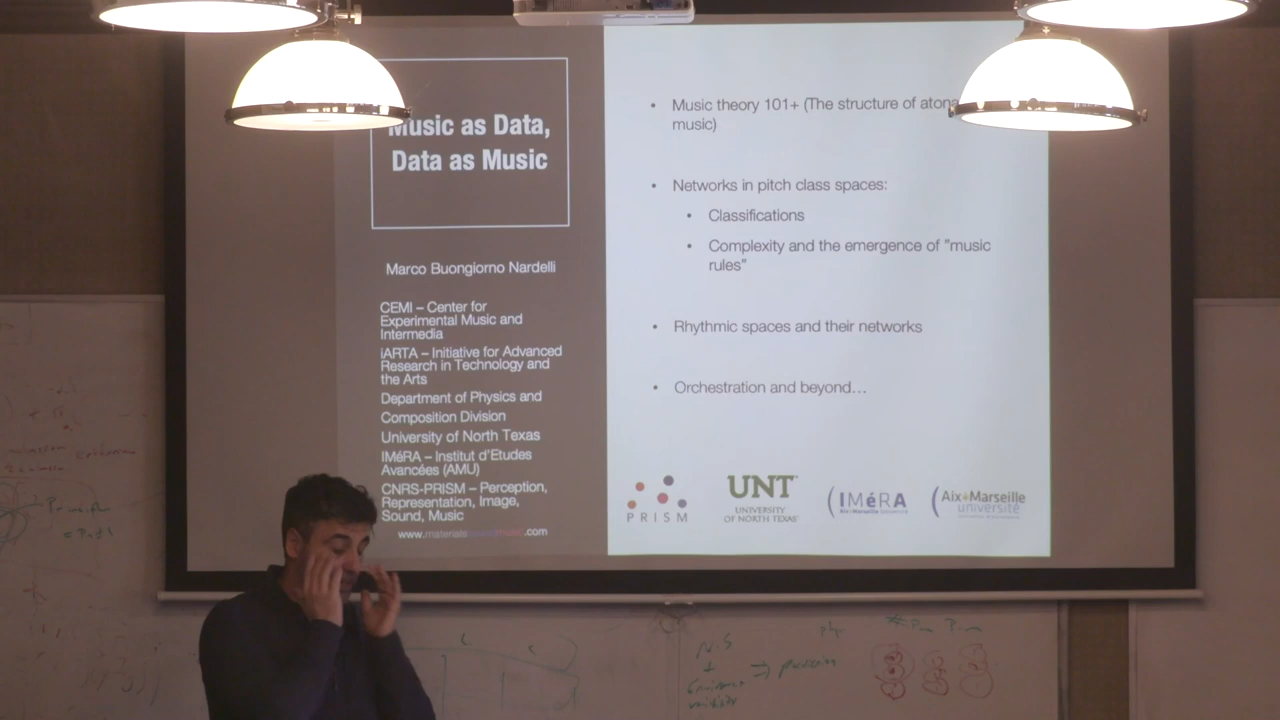 Music as Data,
Data as Music
Marco Buongiorno Nardelli
CEMI – Center for
Experimental Music and
Intermedia
iARTA – Initiative for Advanced
Research in Technology and
the Arts
Department of Physics and
Composition Division
University of North Texas
IMéRA – Institut d'Etudes
Avancées (AMU)
CNRS-PRISM – Perception,
Representation, Image,
Sound, Music
• Music theory 101+ (The structure of atona
music)
• Networks in pitch class spaces:
• Classifications
• Complexity and the emergence of "music
rules"
• Rhythmic spaces and their networks
• Orchestration and beyond…
PRISM
UNT
UNIVERSITY
OF NORTH TEXAS
IMéRA
Aix+Marseille
université
N.S
+